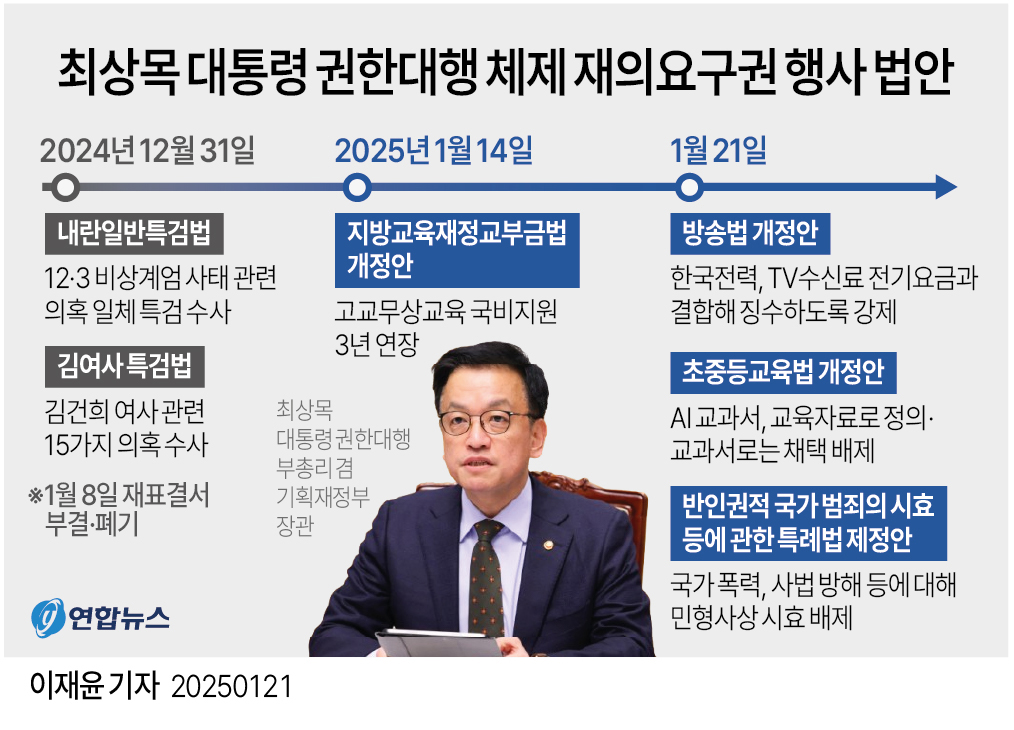 최상목 대통령 권한대행 체제 재의요구권 행사 법안
2024년 12월 31일
내란일반특검법
12·3 비상계엄 사태 관련
의혹 일체 특검 수사
김여사 특검법
김건희 여사 관련
15가지 의혹 수사
※1월 8일 재표결서
부결·폐기
2025년 1월 14일
지방교육재정교부금법
개정안
고교무상교육 국비지원
3년 연장
최상목
대통령 권한대행
부총리 겸
기획재정부
장관
1월 21일
방송법 개정안
한국전력, TV수신료 전기요금과
결합해 징수하도록 강제
초중등교육법 개정안
AI 교과서, 교육자료로 정의·
교과서로는 채택 배제
반인권적 국가 범죄의 시효
등에 관한 특례법 제정안
국가 폭력, 사법 방해 등에 대해
민형사상 시효 배제
y 연합뉴스
이재윤 기자 20250121